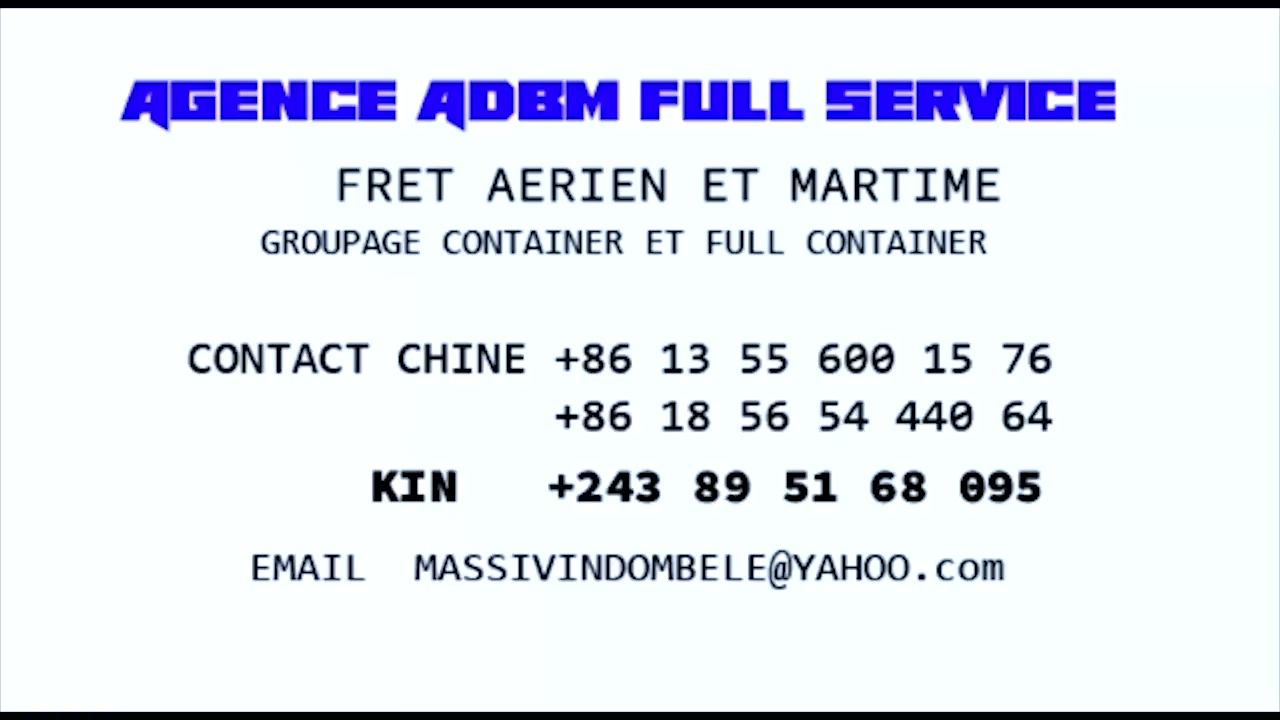 AGENCE ADBM FULL SERVICE
FRET AERIEN ET MARTIME
GROUPAGE CONTAINER ET FULL CONTAINER
CONTACT CHINE +86 13 55 600 15 76
+86 18 56 54 440 64
KIN +243 89 51 68 095
EMAIL MASSIVINDOMBELE@YAHOO.com